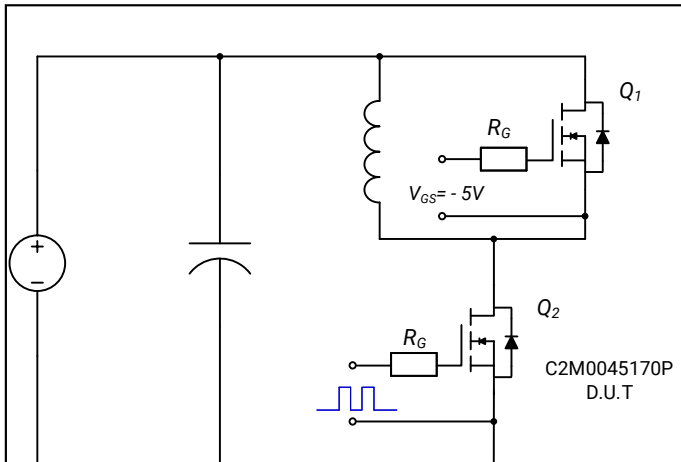 Q1
RG
VGS= - 5V
+
−
Q2
RG
C2M0045170P
D.U.T